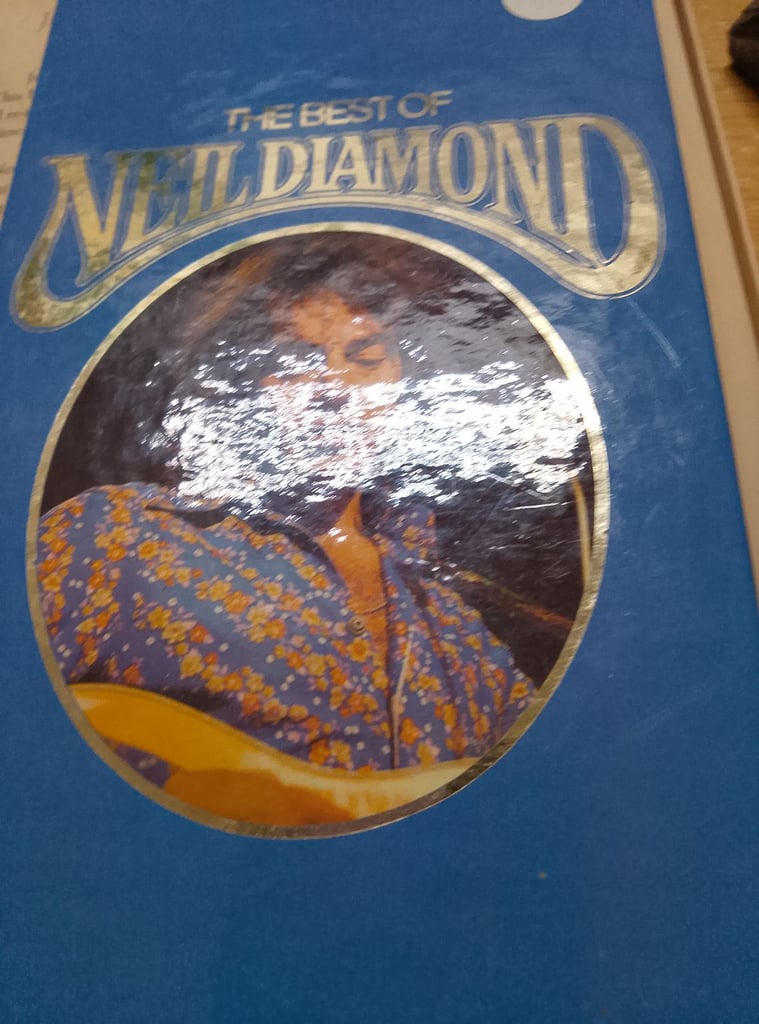 THE BEST OF
NEIL DIAMOND